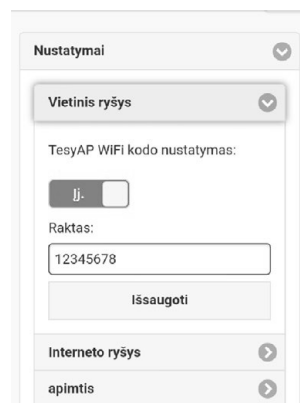 Nustatymai
Vietinis ryšys
TesyAP WiFi kodo nustatymas:
Įj.
Raktas:
12345678
Išsaugoti
Interneto ryšys
apimtis